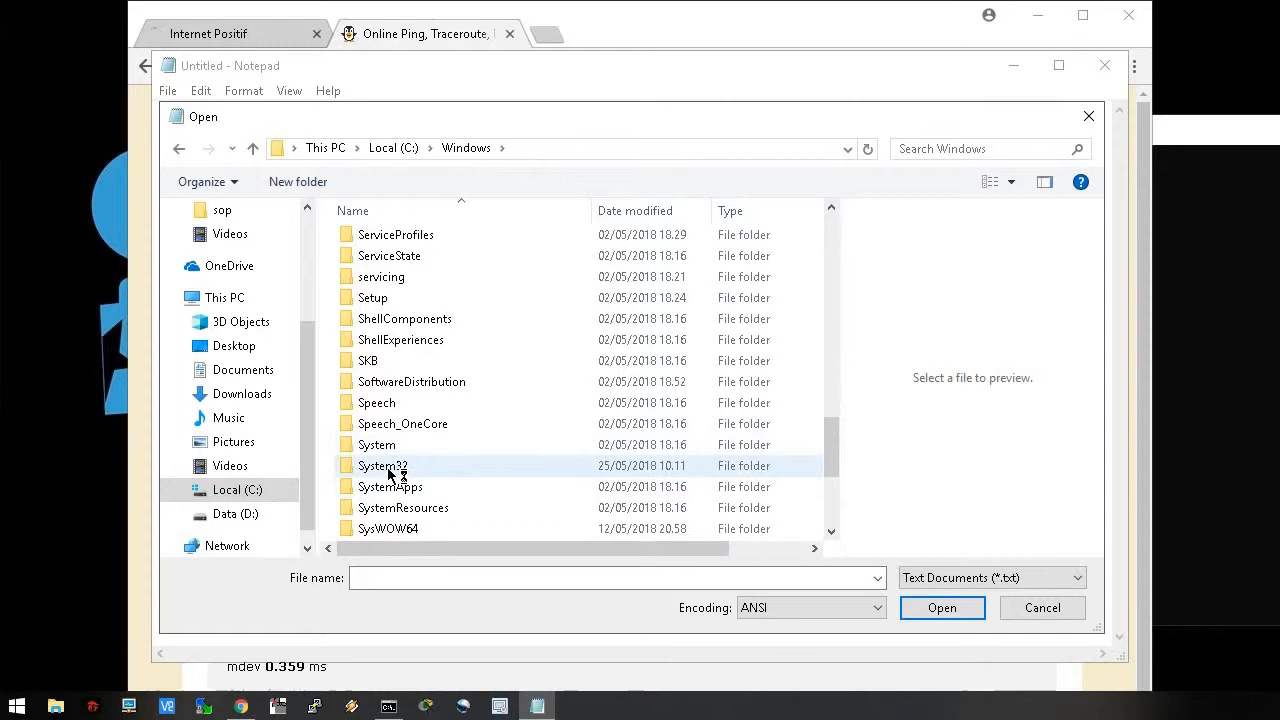 Internet Positif
Online Ping, Traceroute,
Untitled - Notepad
File Edit Format View Help
Open
This PC Local (C:) Windows
Search Windows
Organize New folder
sop
Videos
OneDrive
This PC
3D Objects
Desktop
Documents
Downloads
Music
Pictures
Videos
Local (C:)
Data (D:)
Network
Name Date modified Type
ServiceProfiles 02/05/2018 18.29 File folder
ServiceState 02/05/2018 18.16 File folder
servicing 02/05/2018 18.21 File folder
Setup 02/05/2018 18.24 File folder
ShellComponents 02/05/2018 18.16 File folder
ShellExperiences 02/05/2018 18.16 File folder
SKB 02/05/2018 18.16 File folder
SoftwareDistribution 02/05/2018 18.52 File folder
Speech 02/05/2018 18.16 File folder
Speech_OneCore 02/05/2018 18.16 File folder
System 02/05/2018 18.16 File folder
System32 25/05/2018 10.11 File folder
SystemApps 02/05/2018 18.16 File folder
SystemResources 02/05/2018 18.16 File folder
SysWOW64 12/05/2018 20.58 File folder
Select a file to preview.
File name:
Text Documents (*.txt)
Encoding: ANSI
Open Cancel
mdev 0.359 ms